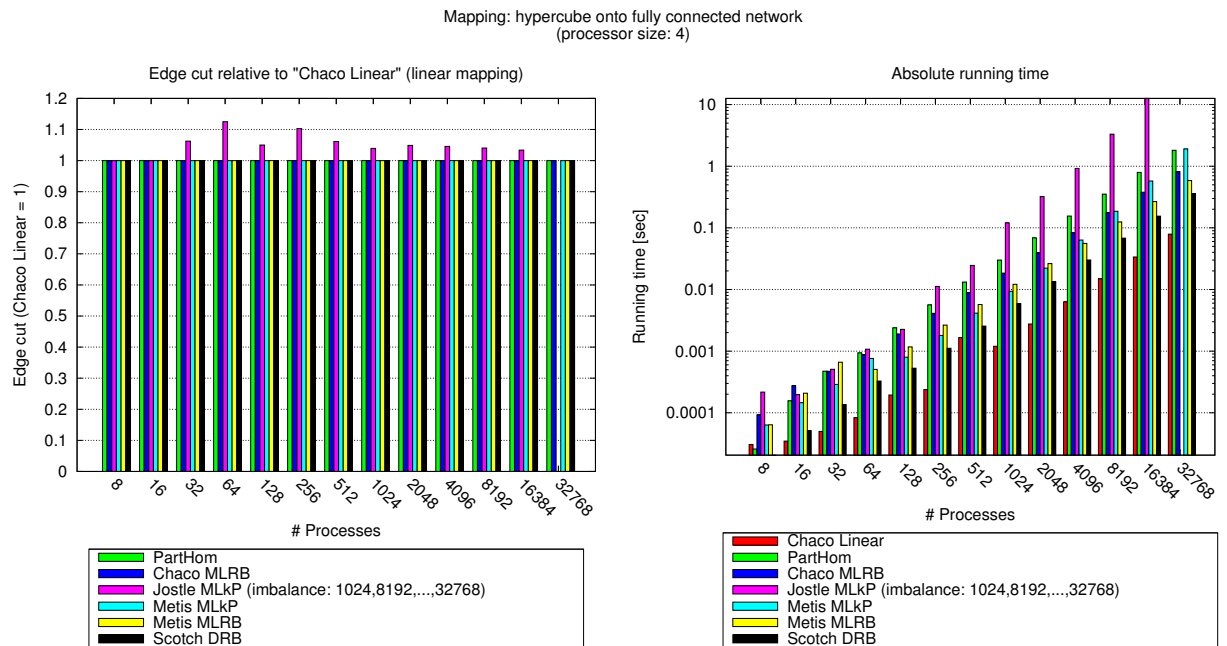 Mapping: hypercube onto fully connected network
(processor size: 4)
Edge cut relative to "Chaco Linear" (linear mapping)
Edge cut (Chaco Linear = 1)
1.2
1.1
1
0.9
0.8
0.7
0.6
0.5
0.4
0.3
0.2
0.1
0
8 16 32 64 128 256 512 1024 2048 4096 8192 16384 32768
# Processes
PartHom
Chaco MLRB
Jostle MLkP (imbalance: 1024,8192,...,32768)
Metis MLkP
Metis MLRB
Scotch DRB
Absolute running time
Running time [sec]
10
1
0.1
0.01
0.001
0.0001
8 16 32 64 128 256 512 1024 2048 4096 8192 16384 32768
# Processes
Chaco Linear
PartHom
Chaco MLRB
Jostle MLkP (imbalance: 1024,8192,...,32768)
Metis MLkP
Metis MLRB
Scotch DRB